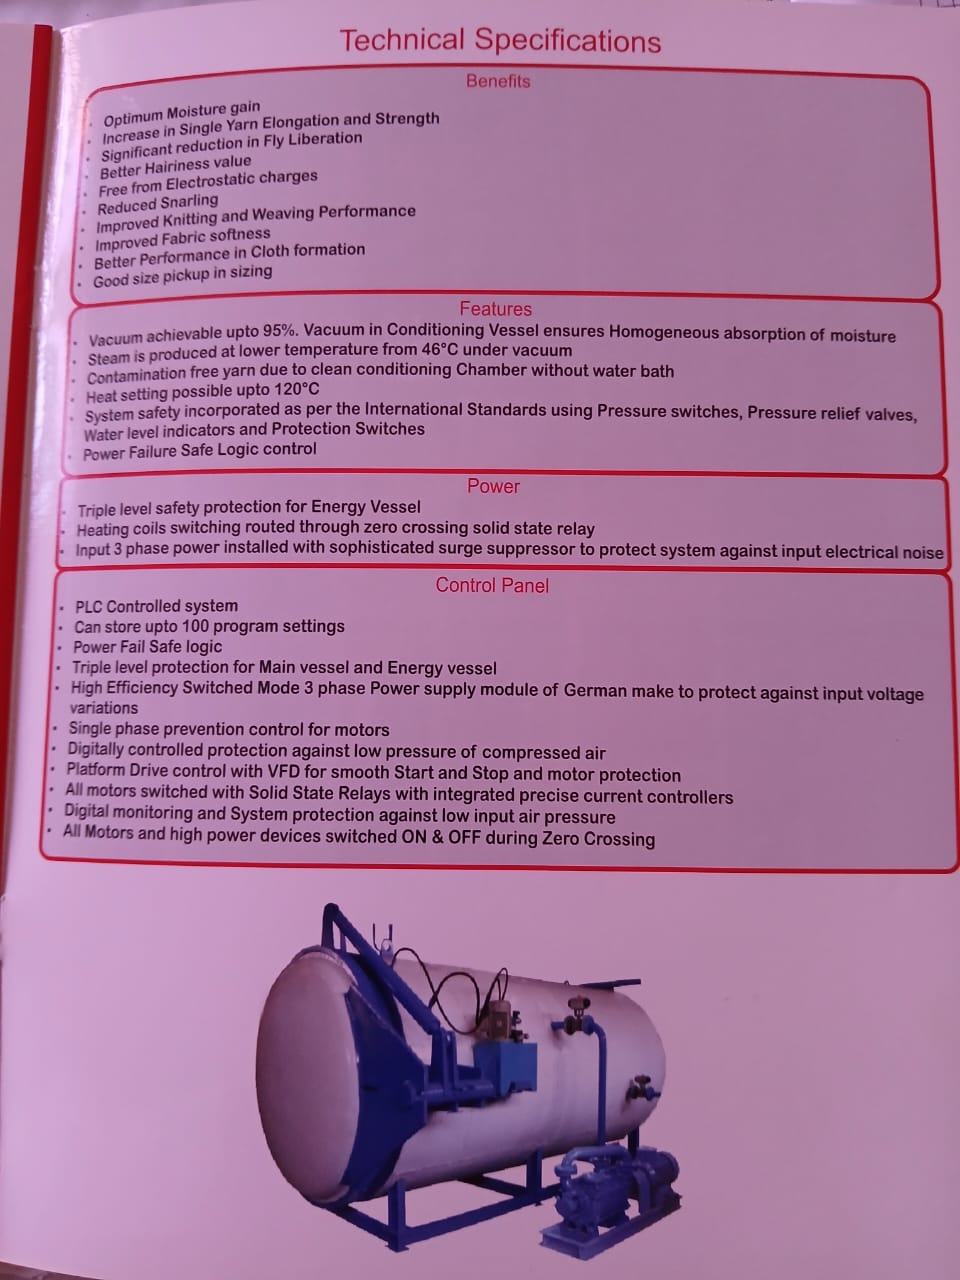 Technical Specifications
Benefits
· Optimum Moisture gain
· Increase in Single Yarn Elongation and Strength
· Significant reduction in Fly Liberation
· Better Hairiness value
· Free from Electrostatic charges
· Reduced Snarling
· Improved Knitting and Weaving Performance
· Improved Fabric softness
· Better Performance in Cloth formation
· Good size pickup in sizing
Features
· Vacuum achievable upto 95%. Vacuum in Conditioning Vessel ensures Homogeneous absorption of moisture
· Steam is produced at lower temperature from 46°C under vacuum
· Contamination free yarn due to clean conditioning Chamber without water bath
· Heat setting possible upto 120°C
· System safety incorporated as per the International Standards using Pressure switches, Pressure relief valves,
Water level indicators and Protection Switches
· Power Failure Safe Logic control
Power
· Triple level safety protection for Energy Vessel
· Heating coils switching routed through zero crossing solid state relay
· Input 3 phase power installed with sophisticated surge suppressor to protect system against input electrical noise
Control Panel
· PLC Controlled system
· Can store upto 100 program settings
· Power Fail Safe logic
· Triple level protection for Main vessel and Energy vessel
· High Efficiency Switched Mode 3 phase Power supply module of German make to protect against input voltage
variations
· Single phase prevention control for motors
· Digitally controlled protection against low pressure of compressed air
· Platform Drive control with VFD for smooth Start and Stop and motor protection
· All motors switched with Solid State Relays with integrated precise current controllers
· Digital monitoring and System protection against low input air pressure
· All Motors and high power devices switched ON & OFF during Zero Crossing